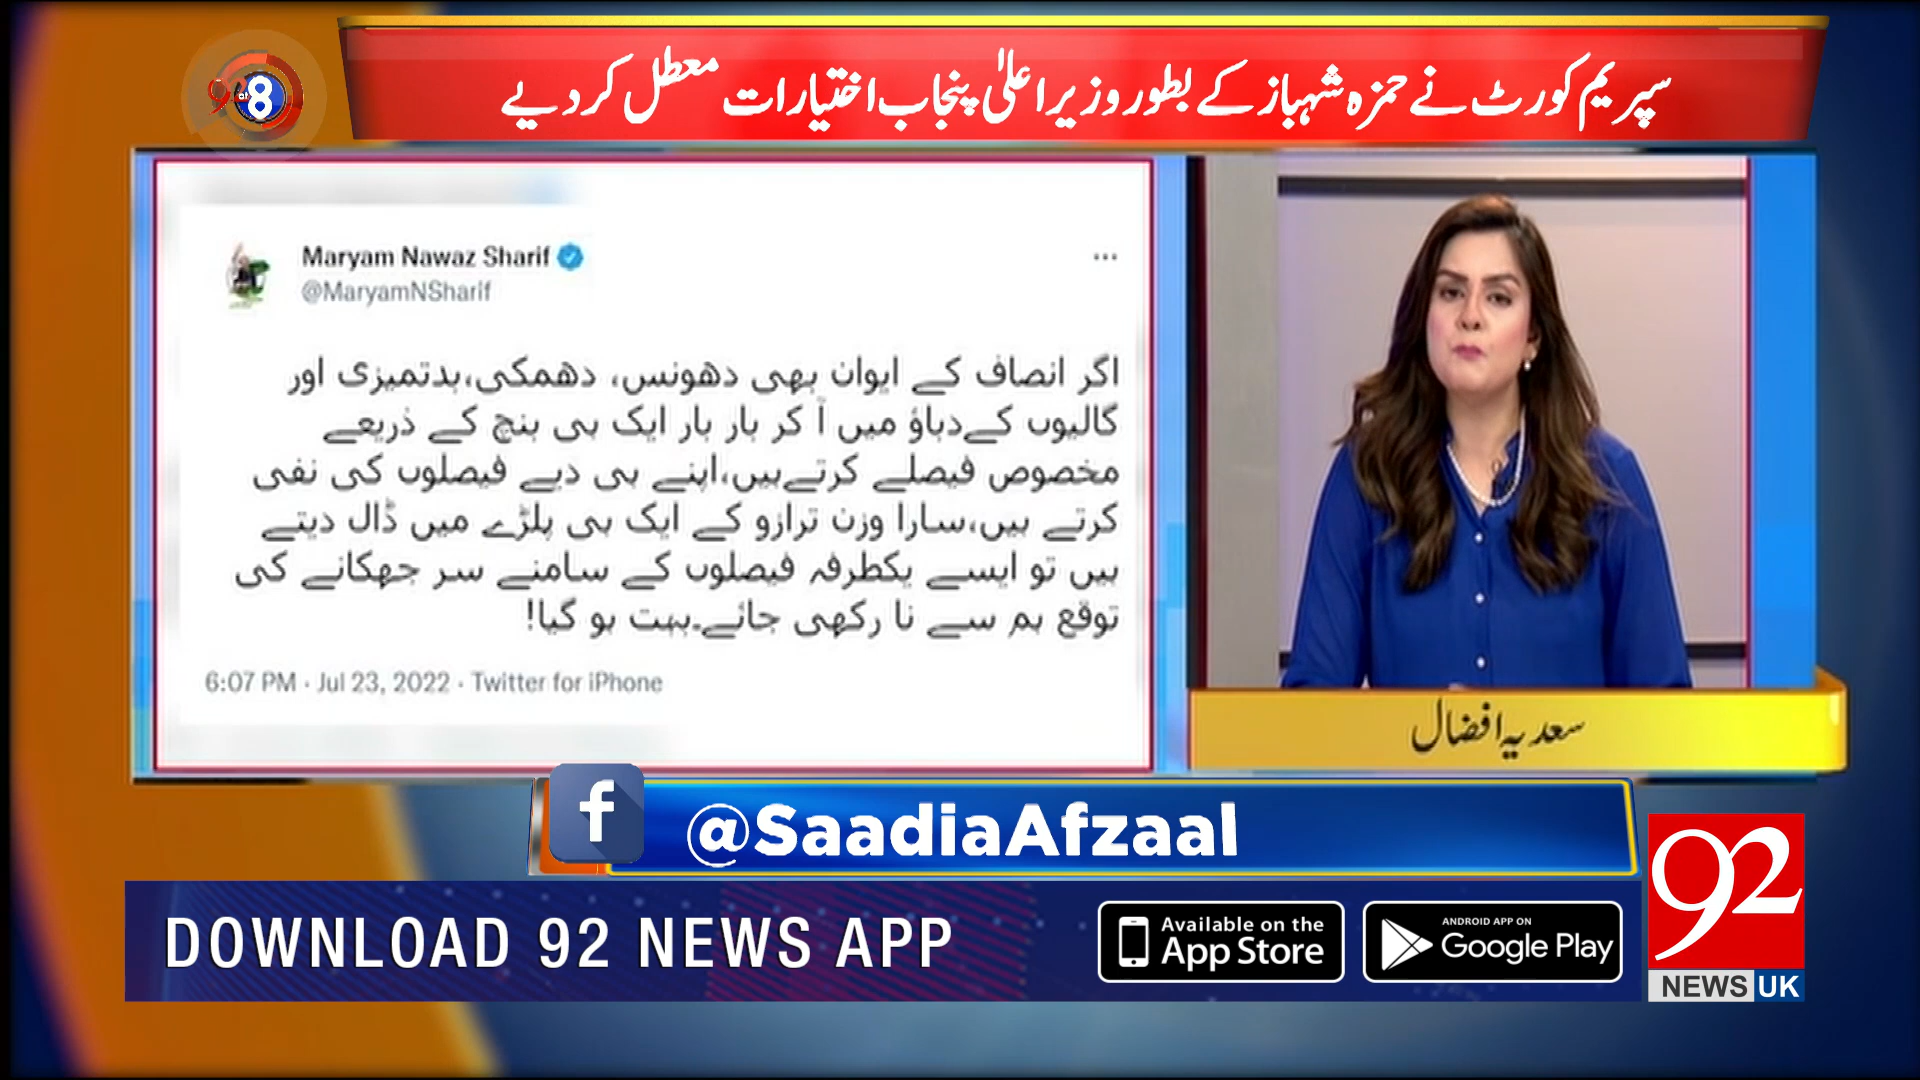 سپریم کورٹ نے حمزہ شہباز کے بطور وزیراعلیٰ پنجاب اختیارات معطل کردیے
92 at 8
Maryam Nawaz Sharif
@MaryamNSharif
اگر انصاف کے ایوان بھی دھونس، دھمکی،بدتمیزی اور
گالیوں کےدباؤ میں آ کر بار بار ایک ہی بنچ کے ذریعے
مخصوص فیصلے کرتےہیں،اپنے ہی دیے فیصلوں کی نفی
کرتے ہیں،سارا وزن ترازو کے ایک ہی پلڑے میں ڈال دیتے
ہیں تو ایسے یکطرفہ فیصلوں کے سامنے سر جھکانے کی
توقع ہم سے نا رکھی جائے۔بہت ہو گیا!
6:07 PM · Jul 23, 2022 · Twitter for iPhone
سعدیہ افضال
f @SaadiaAfzaal
DOWNLOAD 92 NEWS APP
Available on the
App Store
ANDROID APP ON
Google Play
92
NEWS UK